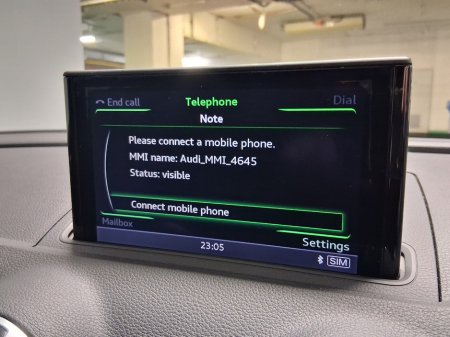 End call Telephone Dial
Note
Please connect a mobile phone.
MMI name: Audi_MMI_4645
Status: visible
Connect mobile phone
Mailbox Settings
23:05 SIM